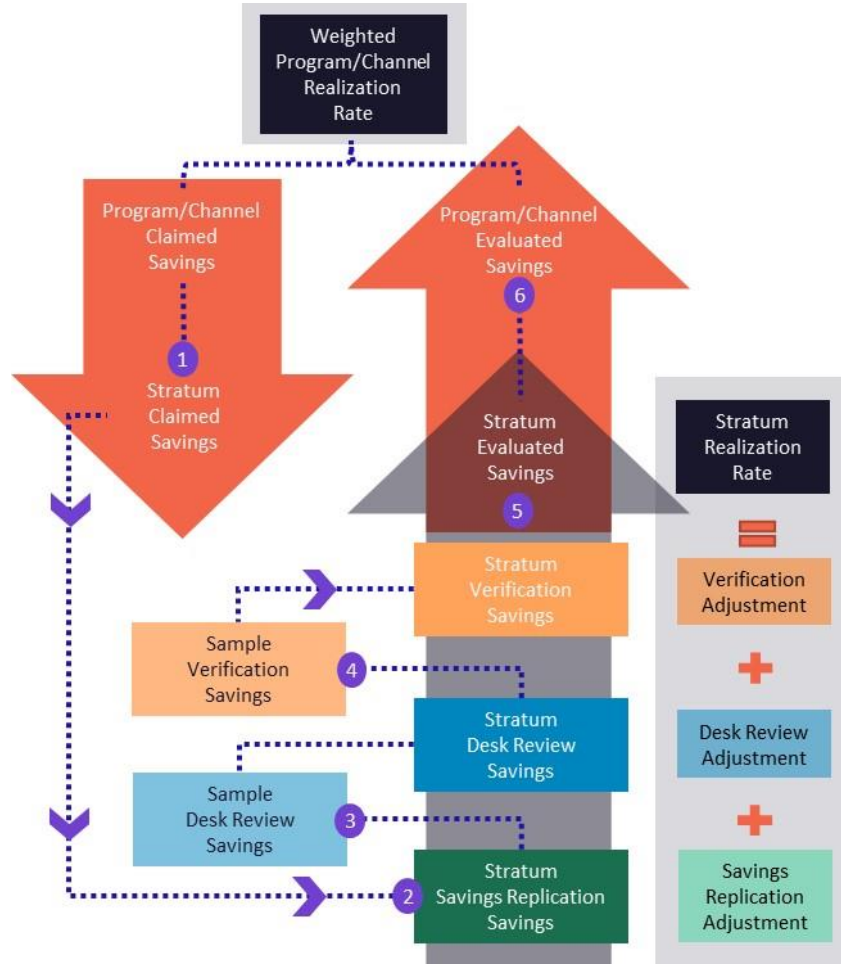 Weighted
Program/Channel
Realization
Rate
Program/Channel
Claimed
Savings
1
Stratum
Claimed
Savings
Program/Channel
Evaluated
Savings
6
Stratum
Evaluated
Savings
5
Stratum
Verification
Savings
Sample
Verification
Savings
4
Stratum
Desk Review
Savings
Sample
Desk Review
Savings
3
2
Stratum
Savings Replication
Savings
Stratum
Realization
Rate
=
Verification
Adjustment
+
Desk Review
Adjustment
+
Savings
Replication
Adjustment